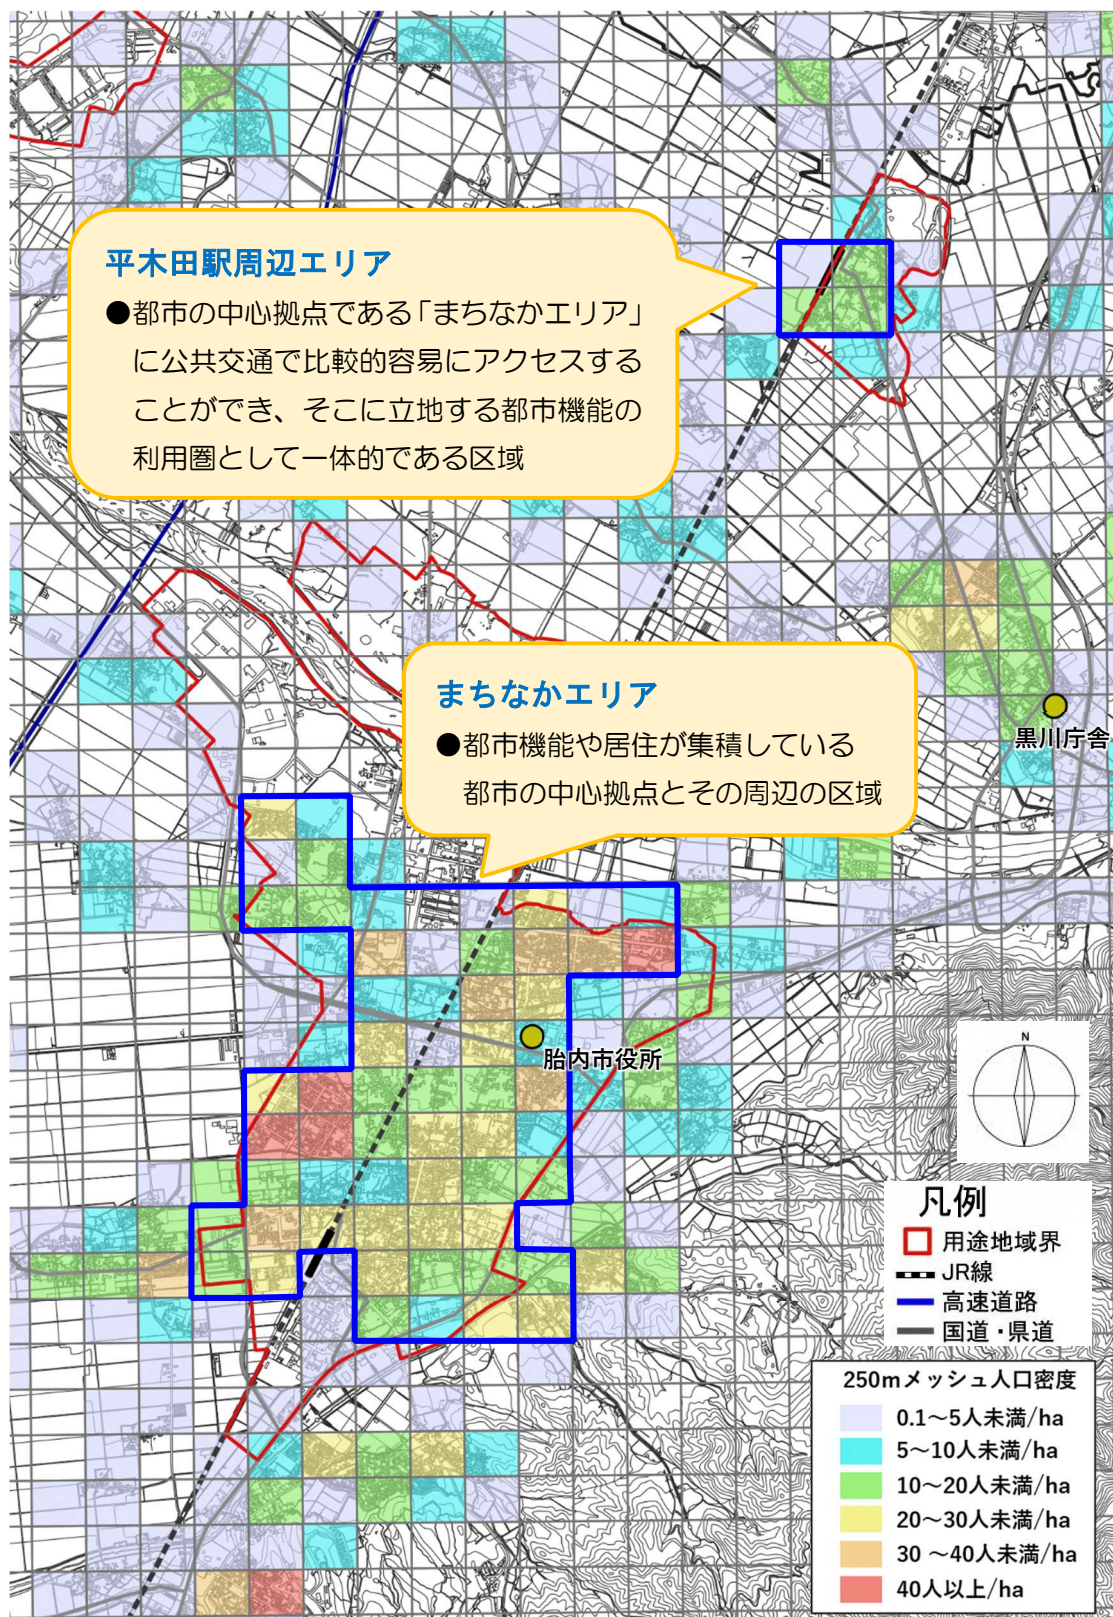 平木田駅周辺エリア
●都市の中心拠点である「まちなかエリア」
に公共交通で比較的容易にアクセスする
ことができ、そこに立地する都市機能の
利用圏として一体的である区域
まちなかエリア
●都市機能や居住が集積している
都市の中心拠点とその周辺の区域
黒川庁舎
胎内市役所
N
凡例
用途地域界
JR線
高速道路
国道・県道
250mメッシュ人口密度
0.1～5人未満/ha
5～10人未満/ha
10～20人未満/ha
20～30人未満/ha
30 ～40人未満/ha
40人以上/ha